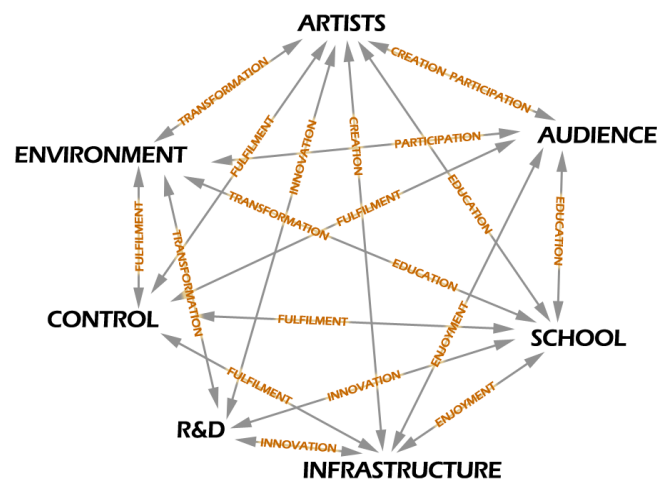 ARTISTS
CREATION PARTICIPATION
TRANSFORMATION
AUDIENCE
FULFILMENT
INNOVATION
CREATION
PARTICIPATION
ENVIRONMENT
EDUCATION
EDUCATION
TRANSFORMATION
FULFILMENT
FULFILMENT
TRANSFORMATION
EDUCATION
CONTROL
FULFILMENT
ENJOYMENT
SCHOOL
FULFILMENT
INNOVATION
ENJOYMENT
R&D
INNOVATION
INFRASTRUCTURE